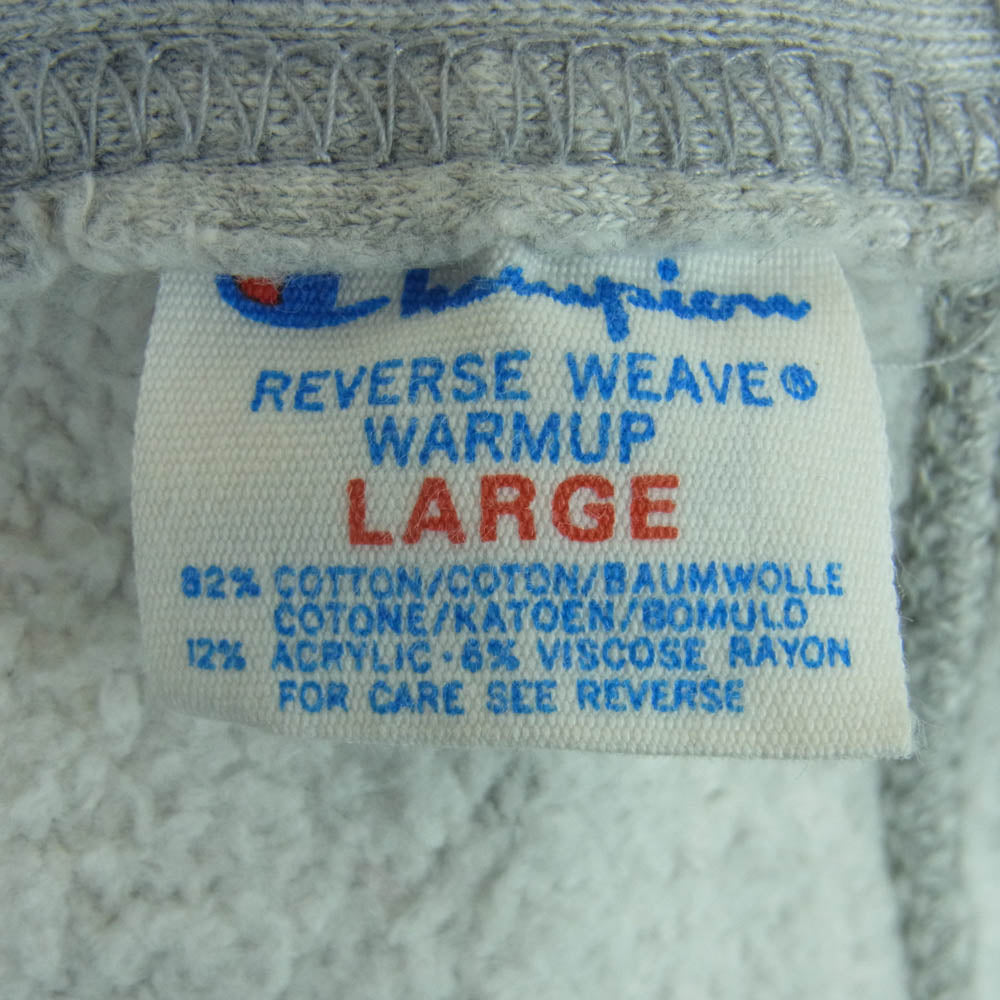 Champion
REVERSE WEAVE®
WARMUP
LARGE
82% COTTON/COTON/BAUMWOLLE
COTONE/KATOEN/BOMULD
12% ACRYLIC·6% VISCOSE RAYON
FOR CARE SEE REVERSE